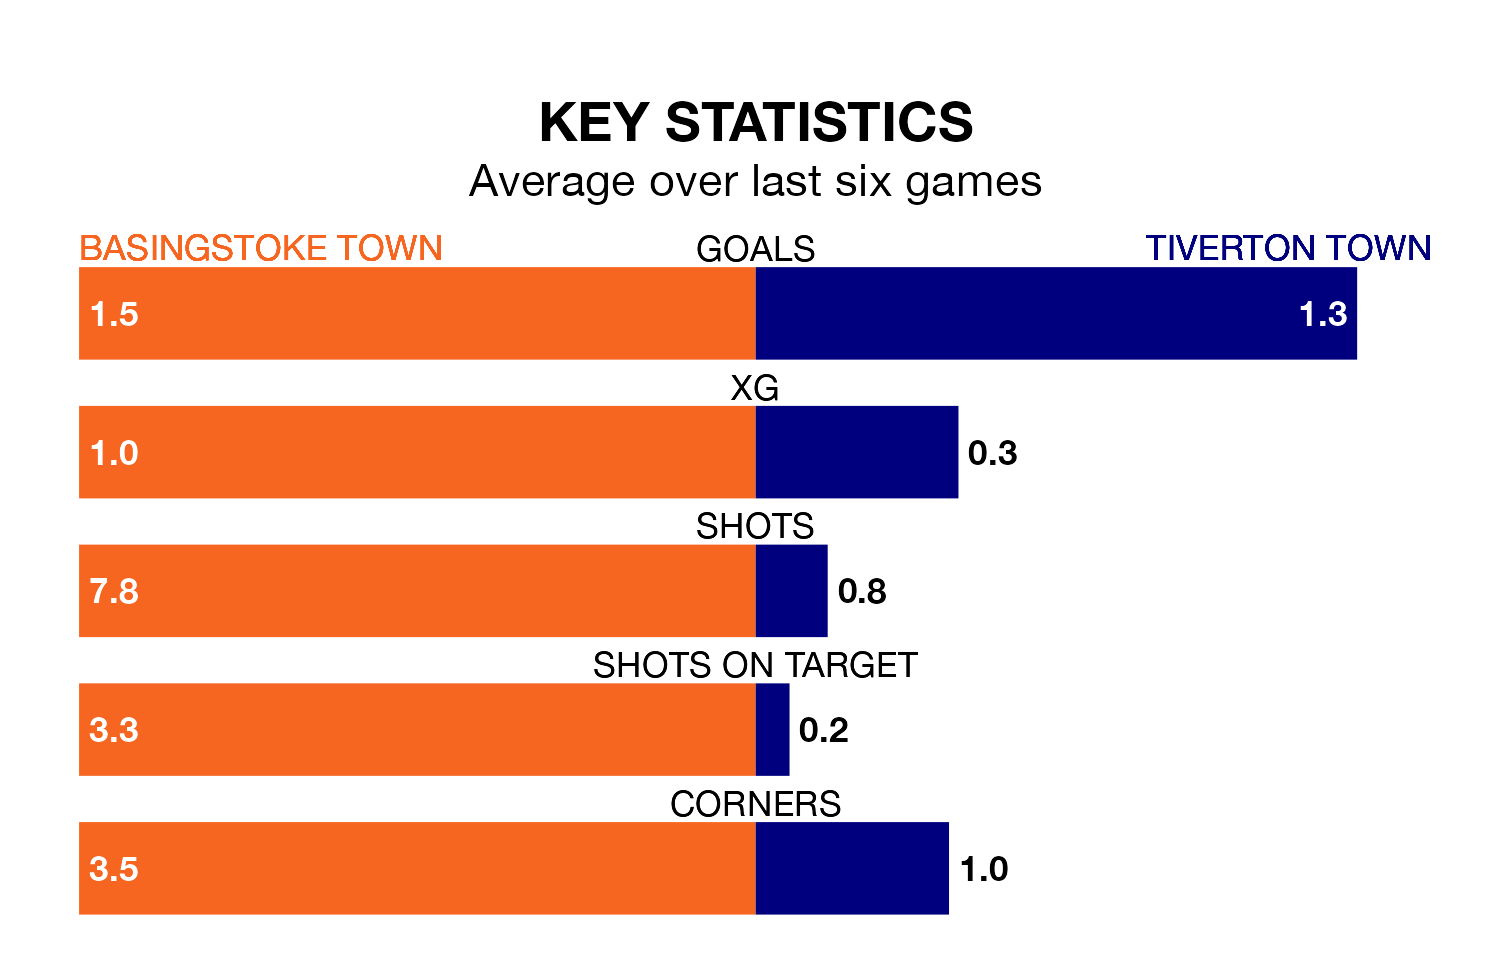 KEY STATISTICS
Average over last six games
BASINGSTOKE TOWN GOALS TIVERTON TOWN
1.5 1.3
XG
1.0 0.3
SHOTS
7.8 0.8
SHOTS ON TARGET
3.3 0.2
CORNERS
3.5 1.0